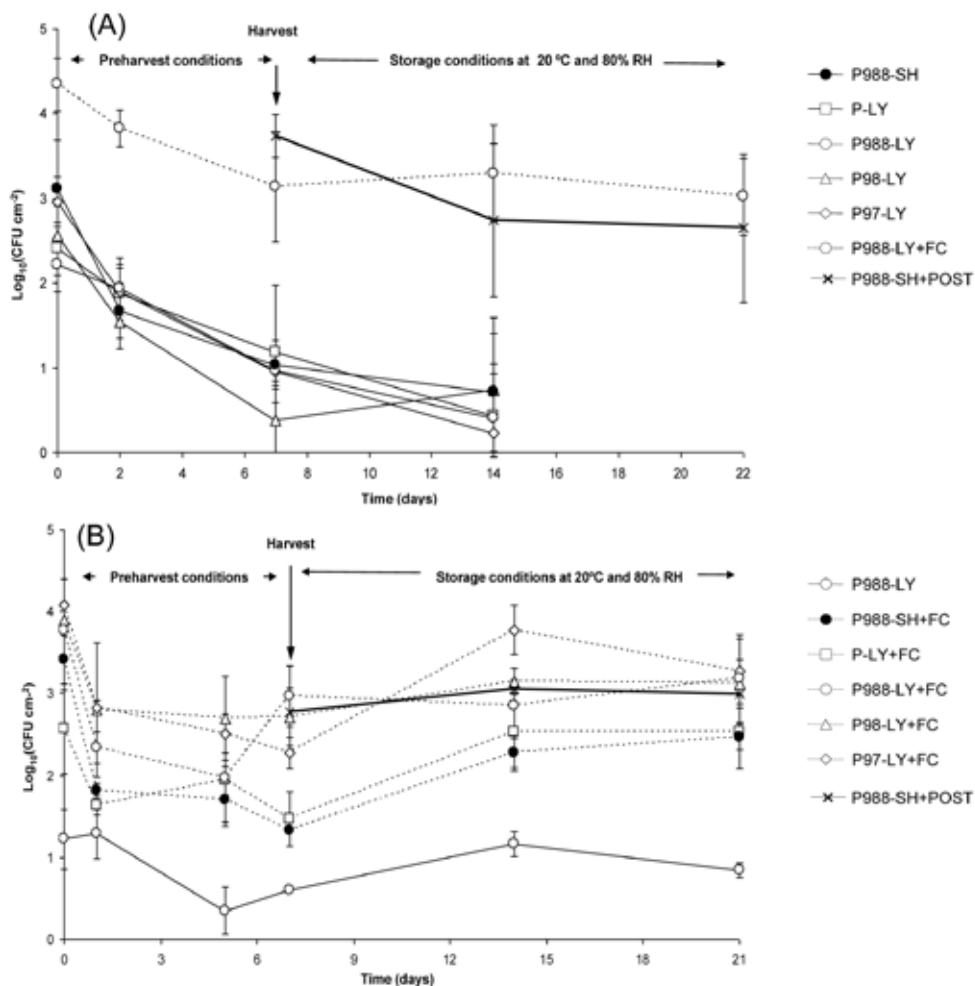 (A)
Harvest
Preharvest conditions
Storage conditions at 20 ºC and 80% RH
5
4
3
2
1
0
Log₁₀(CFU cm⁻²)
0 2 4 6 8 10 12 14 16 18 20 22
Time (days)
P988-SH
P-LY
P988-LY
P98-LY
P97-LY
P988-LY+FC
P988-SH+POST
(B)
Harvest
Preharvest conditions
Storage conditions at 20ºC and 80% RH
5
4
3
2
1
0
Log₁₀(CFU cm⁻²)
0 3 6 9 12 15 18 21
Time (days)
P988-LY
P988-SH+FC
P-LY+FC
P988-LY+FC
P98-LY+FC
P97-LY+FC
P988-SH+POST